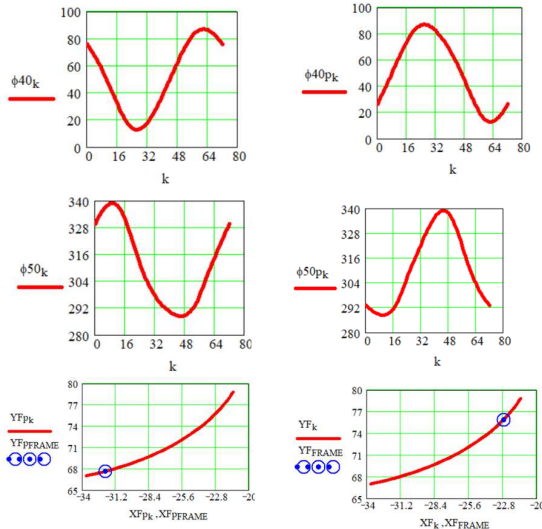 100
80
60
40
20
0
ϕ40k
0 16 32 48 64 80
k
100
80
60
40
20
0
ϕ40pk
0 16 32 48 64 80
k
340
328
316
304
292
280
ϕ50k
0 16 32 48 64 80
k
340
328
316
304
292
280
ϕ50pk
0 16 32 48 64 80
k
80
77
74
71
68
65
YFPk
YFPFRAME
-34 -31.2 -28.4 -25.6 -22.8 -20
XFPk , XFPFRAME
80
77
74
71
68
65
YFk
YFFRAME
-34 -31.2 -28.4 -25.6 -22.8 -20
XFk , XFFRAME